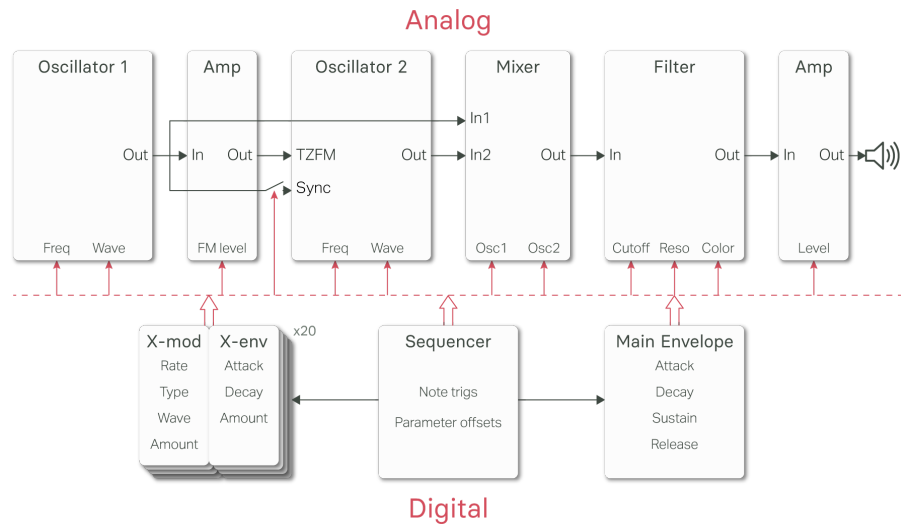 Analog
Oscillator 1 Amp Oscillator 2 Mixer Filter Amp
In1
Out In Out TZFM Out In2 Out In Out In Out
Sync
Freq Wave FM level Freq Wave Osc1 Osc2 Cutoff Reso Color Level
x20
X-mod X-env Sequencer Main Envelope
Rate Attack Attack
Type Decay Note trigs Decay
Wave Amount Parameter offsets Sustain
Amount Release
Digital